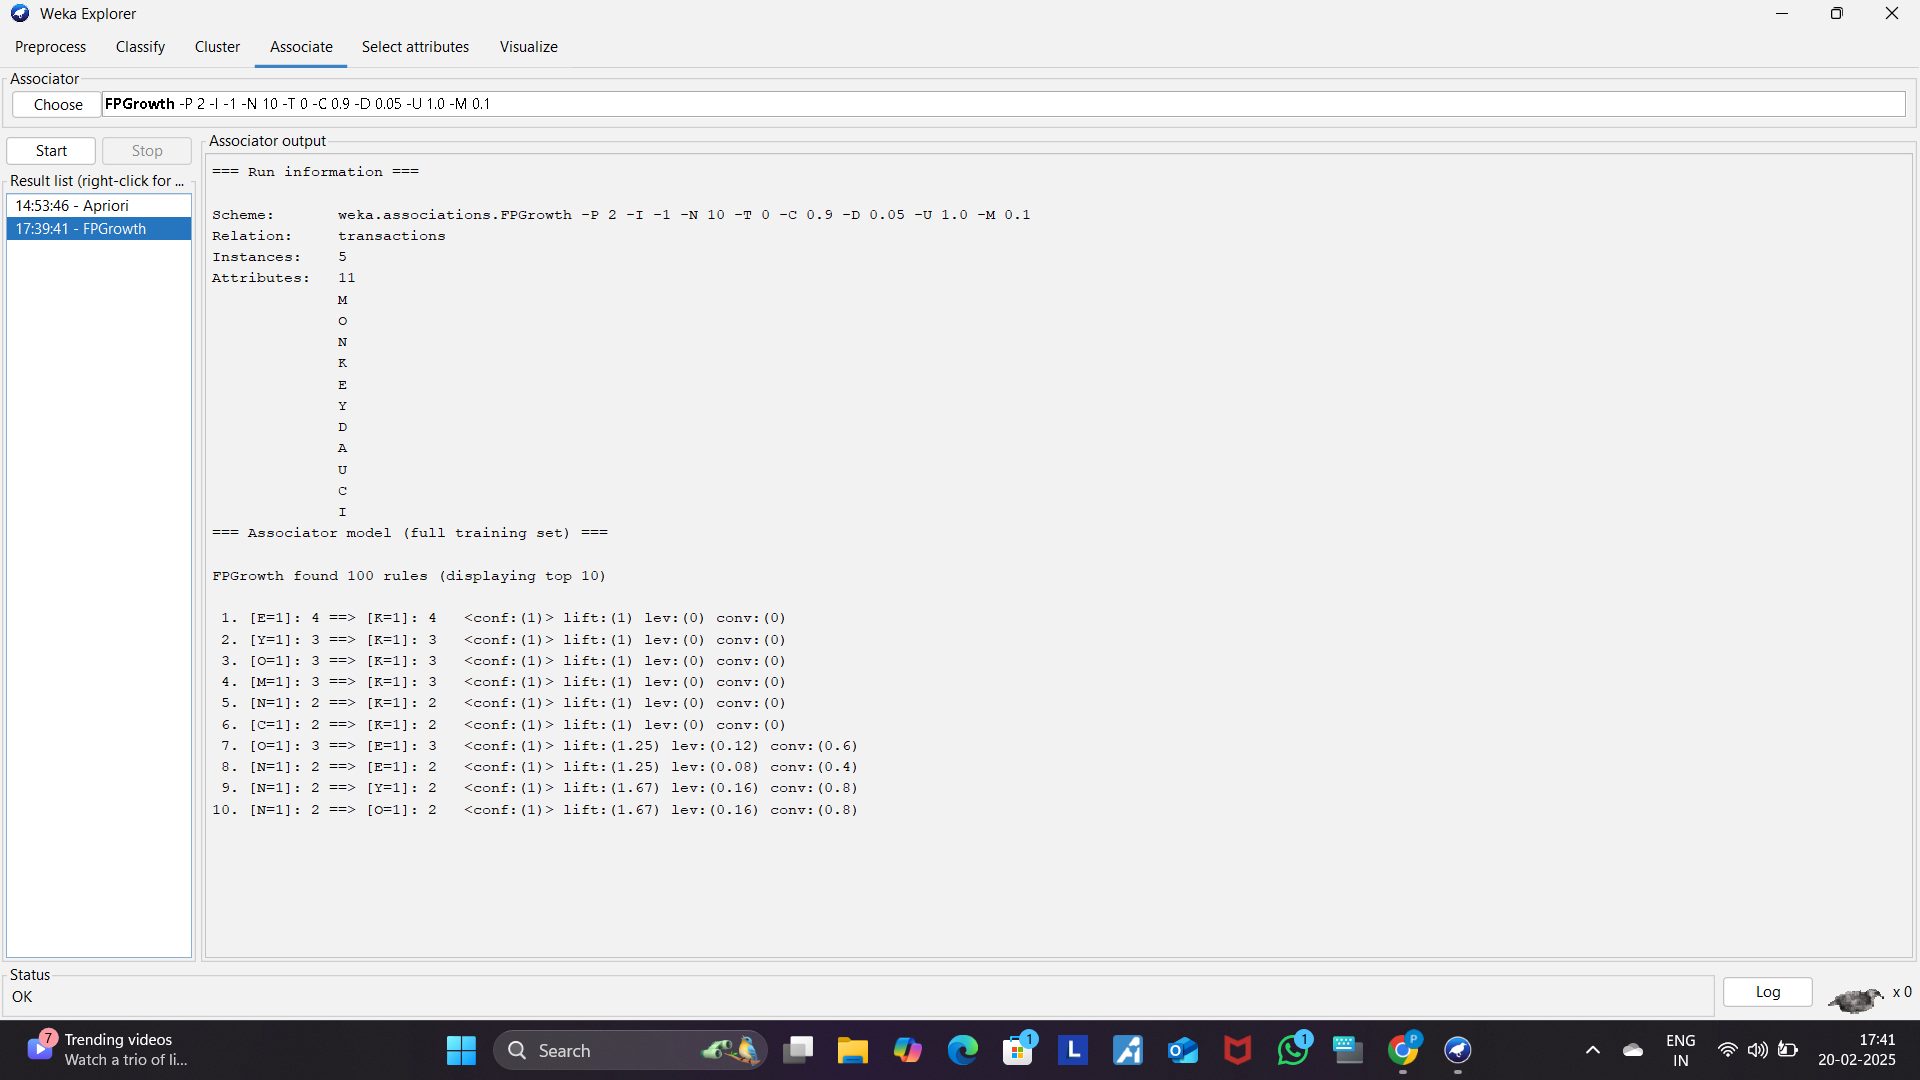 Weka Explorer
Preprocess Classify Cluster Associate Select attributes Visualize
Associator
Choose FPGrowth -P 2 -I -1 -N 10 -T 0 -C 0.9 -D 0.05 -U 1.0 -M 0.1
Start Stop
Result list (right-click for ...
14:53:46 - Apriori
17:39:41 - FPGrowth
Associator output
=== Run information ===
Scheme: weka.associations.FPGrowth -P 2 -I -1 -N 10 -T 0 -C 0.9 -D 0.05 -U 1.0 -M 0.1
Relation: transactions
Instances: 5
Attributes: 11
M
O
N
K
E
Y
D
A
U
C
I
=== Associator model (full training set) ===
FPGrowth found 100 rules (displaying top 10)
1. [E=1]: 4 ==> [K=1]: 4 <conf:(1)> lift:(1) lev:(0) conv:(0)
2. [Y=1]: 3 ==> [K=1]: 3 <conf:(1)> lift:(1) lev:(0) conv:(0)
3. [O=1]: 3 ==> [K=1]: 3 <conf:(1)> lift:(1) lev:(0) conv:(0)
4. [M=1]: 3 ==> [K=1]: 3 <conf:(1)> lift:(1) lev:(0) conv:(0)
5. [N=1]: 2 ==> [K=1]: 2 <conf:(1)> lift:(1) lev:(0) conv:(0)
6. [C=1]: 2 ==> [K=1]: 2 <conf:(1)> lift:(1) lev:(0) conv:(0)
7. [O=1]: 3 ==> [E=1]: 3 <conf:(1)> lift:(1.25) lev:(0.12) conv:(0.6)
8. [N=1]: 2 ==> [E=1]: 2 <conf:(1)> lift:(1.25) lev:(0.08) conv:(0.4)
9. [N=1]: 2 ==> [Y=1]: 2 <conf:(1)> lift:(1.67) lev:(0.16) conv:(0.8)
10. [N=1]: 2 ==> [O=1]: 2 <conf:(1)> lift:(1.67) lev:(0.16) conv:(0.8)
Status
OK
Log
x 0
7
Trending videos
Watch a trio of li...
Search
1
L
1
P
ENG
IN
17:41
20-02-2025